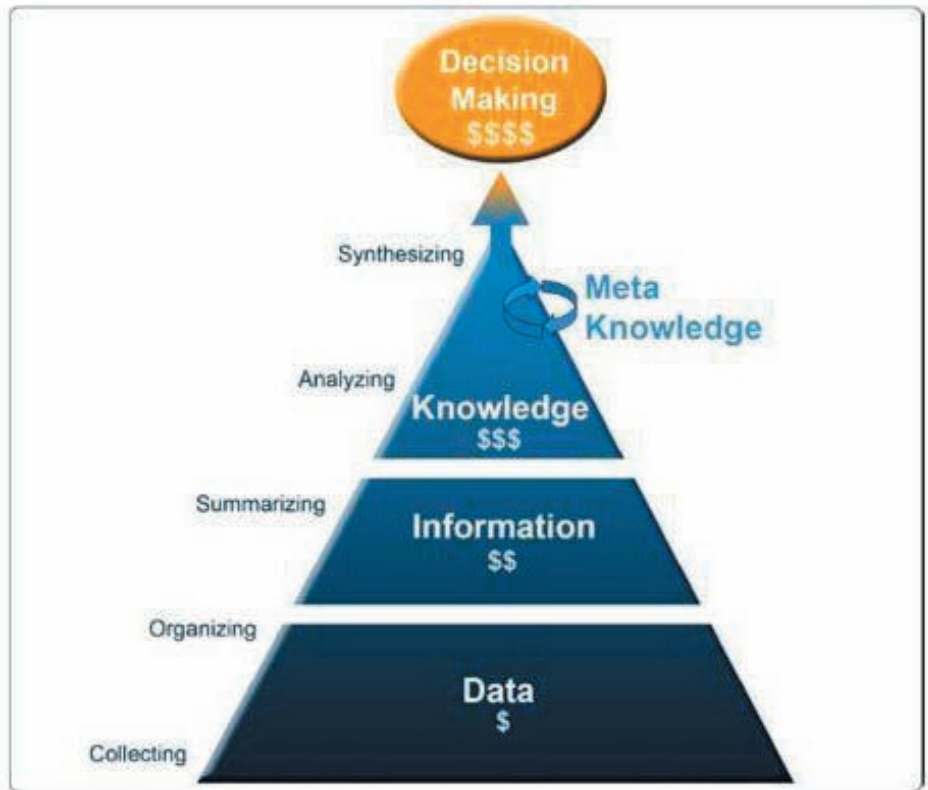 Decision
Making
$$$$
Synthesizing
Meta
Knowledge
Analyzing
Knowledge
$$$
Summarizing
Information
$$
Organizing
Data
$
Collecting